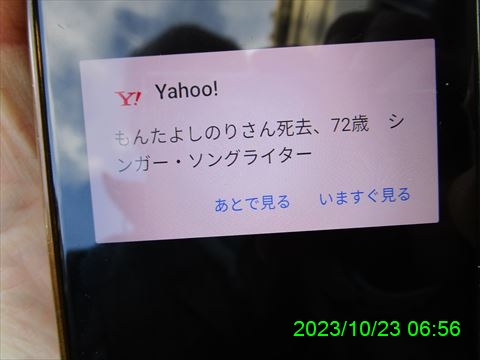 Y! Yahoo!
もんたよしのりさん死去、72歳　シ
ンガー・ソングライター
あとで見る　いますぐ見る
2023/10/23 06:56